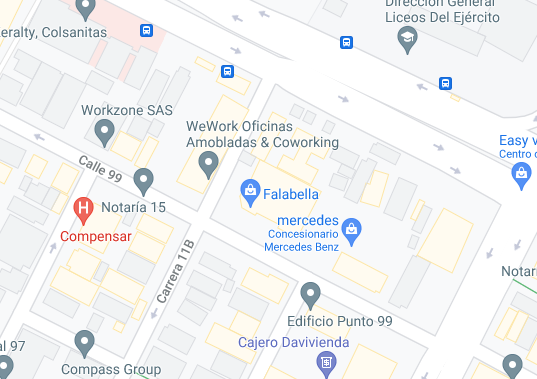 Dirección General
Liceos Del Ejército
eralty, Colsanitas
Workzone SAS
WeWork Oficinas
Amobladas & Coworking
Easy v
Centro d
Calle 99
Notaría 15
Falabella
Compensar
mercedes
Concesionario
Mercedes Benz
Carrera 11B
Notarí
Edificio Punto 99
Cajero Davivienda
al 97
Compass Group